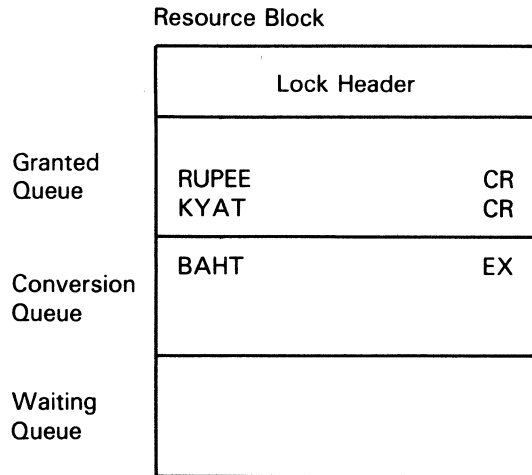 Resource Block
Lock Header
Granted
Queue
RUPEE CR
KYAT CR
Conversion
Queue
BAHT EX
Waiting
Queue